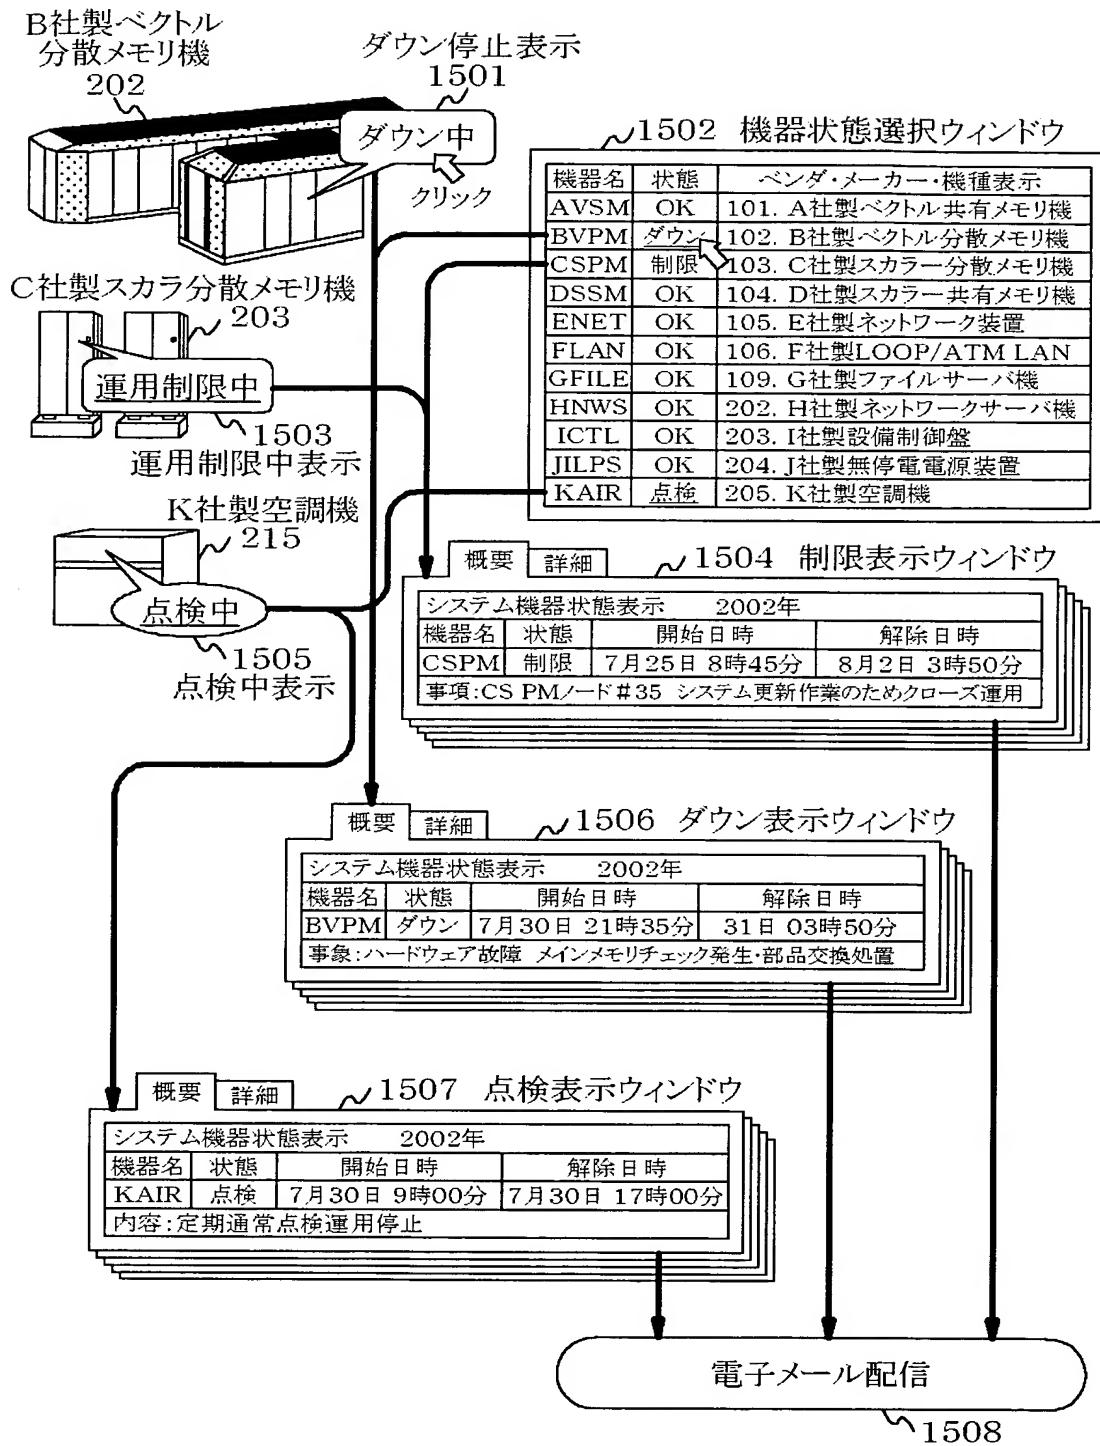 B社製ベクトル
分散メモリ機
202
ダウン停止表示
1501
ダウン中
クリック
1502 機器状態選択ウィンドウ
機器名 状態 ベンダ・メーカー・機種表示
AVSM OK 101. A社製ベクトル共有メモリ機
BVPM ダウン 102. B社製ベクトル分散メモリ機
CSPM 制限 103. C社製スカラー分散メモリ機
DSSM OK 104. D社製スカラー共有メモリ機
ENET OK 105. E社製ネットワーク装置
FLAN OK 106. F社製LOOP/ATM LAN
GFILE OK 109. G社製ファイルサーバ機
HNWS OK 202. H社製ネットワークサーバ機
ICTL OK 203. I社製設備制御盤
JILPS OK 204. J社製無停電電源装置
KAIR 点検 205. K社製空調機
C社製スカラ分散メモリ機
203
運用制限中
1503
運用制限中表示
K社製空調機
215
点検中
1505
点検中表示
概要 詳細 1504 制限表示ウィンドウ
システム機器状態表示 2002年
機器名 状態 開始日時 解除日時
CSPM 制限 7月25日 8時45分 8月2日 3時50分
事項:CS PMノード#35 システム更新作業のためクローズ運用
概要 詳細 1506 ダウン表示ウィンドウ
システム機器状態表示 2002年
機器名 状態 開始日時 解除日時
BVPM ダウン 7月30日 21時35分 31日 03時50分
事象:ハードウェア故障 メインメモリチェック発生・部品交換処置
概要 詳細 1507 点検表示ウィンドウ
システム機器状態表示 2002年
機器名 状態 開始日時 解除日時
KAIR 点検 7月30日 9時00分 7月30日 17時00分
内容:定期通常点検運用停止
電子メール配信
1508